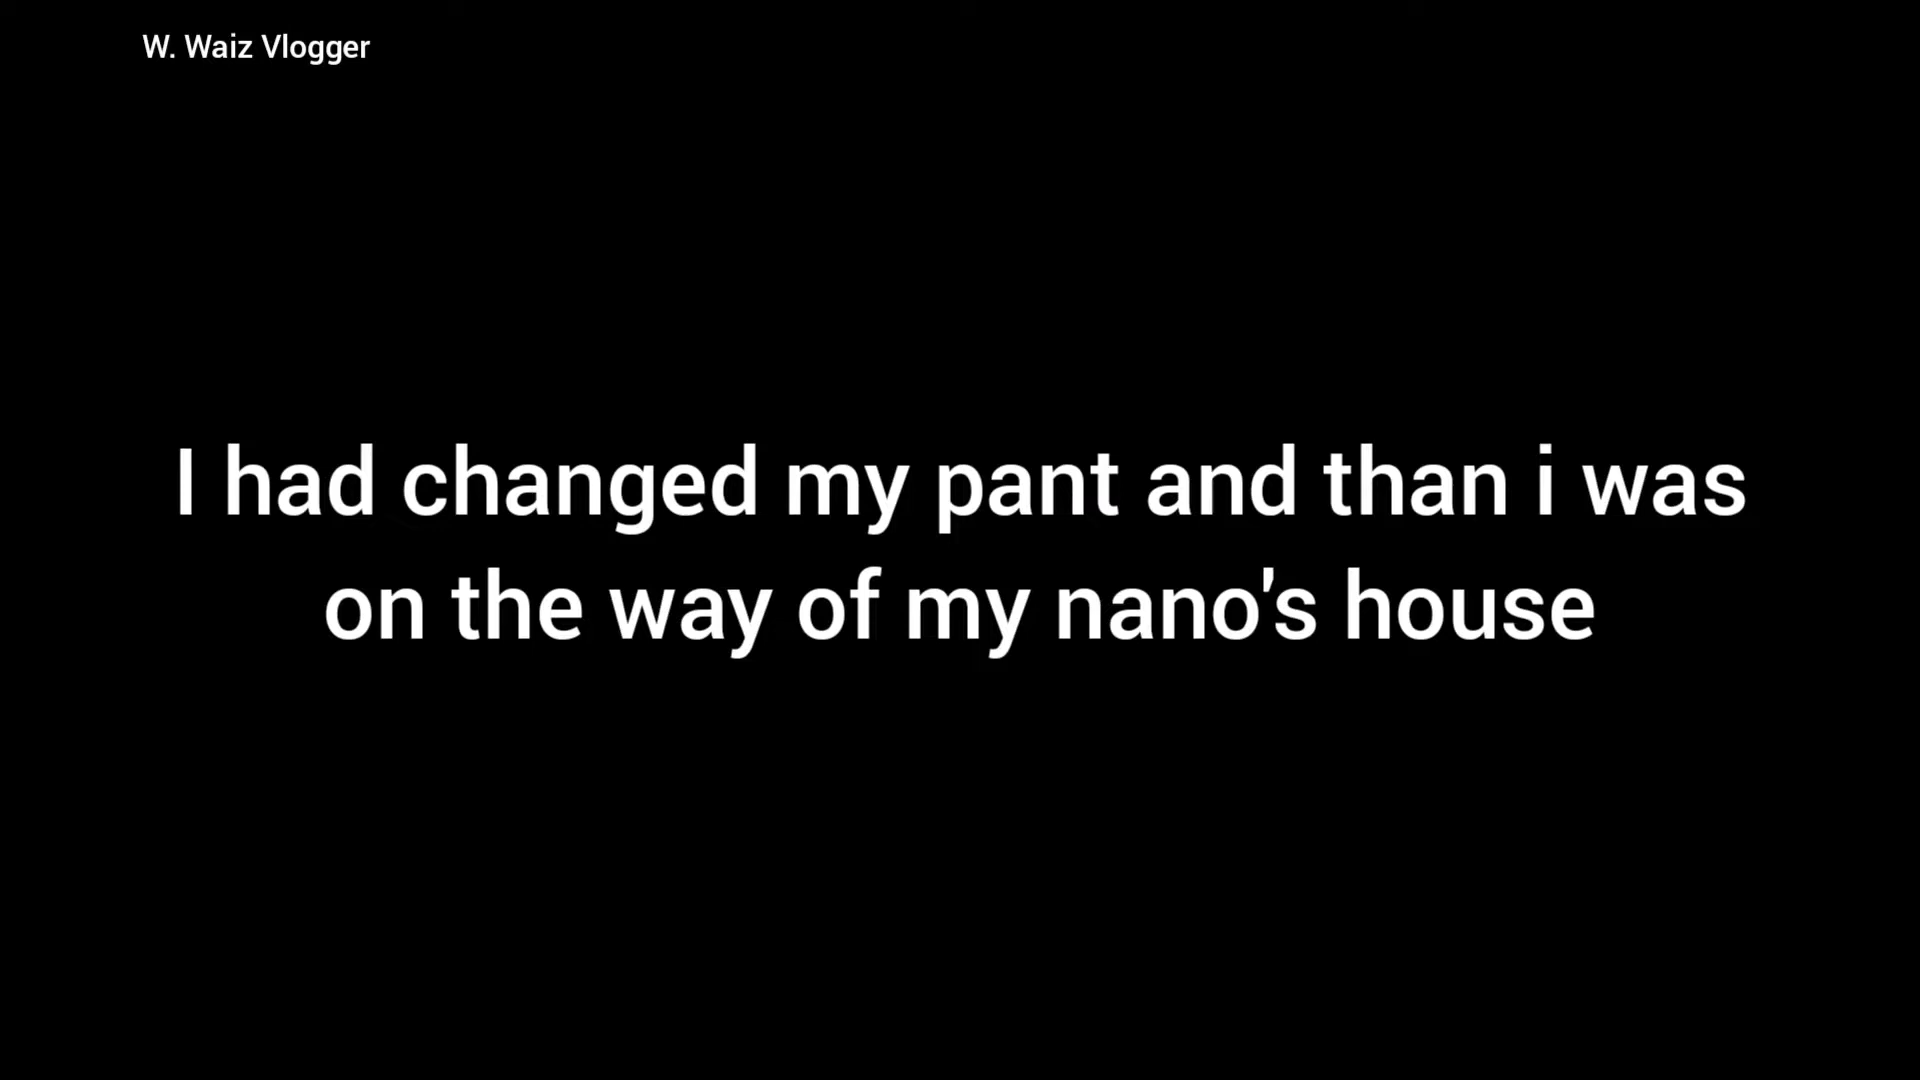 W. Waiz Vlogger
I had changed my pant and than i was
on the way of my nano's house